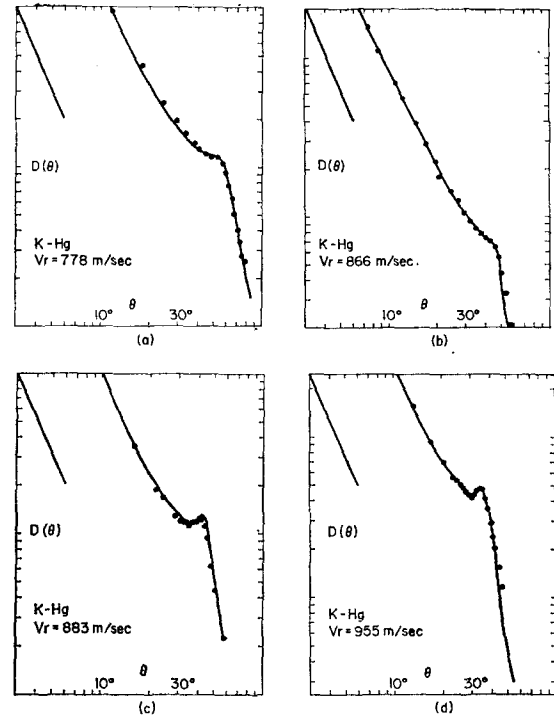 D(θ)
K-Hg
Vr = 778 m/sec
10° θ 30°
(a)
D(θ)
K-Hg
Vr = 866 m/sec
10° θ 30°
(b)
D(θ)
K-Hg
Vr = 883 m/sec
10° θ 30°
(c)
D(θ)
K-Hg
Vr = 955 m/sec
10° θ 30°
(d)